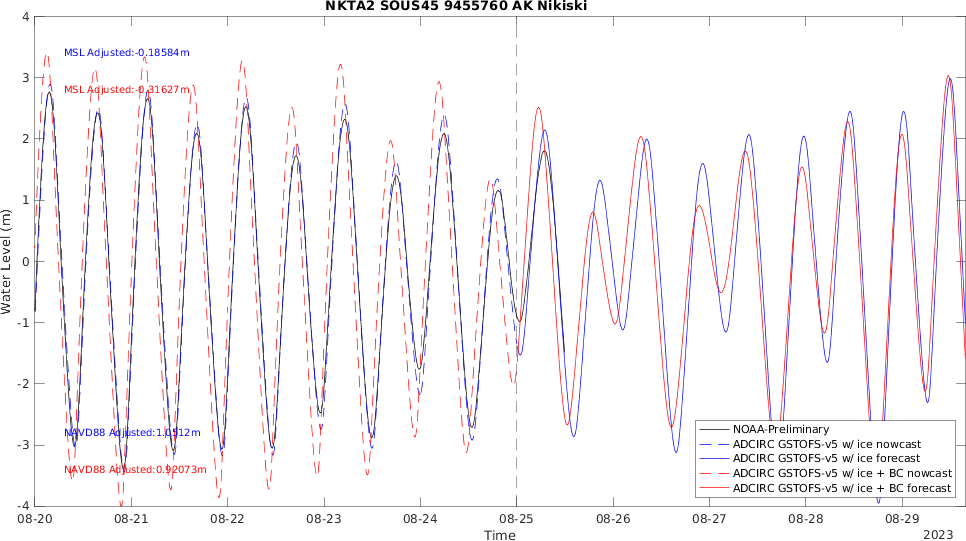 NKTA2 SOUS45 9455760 AK Nikiski
MSL Adjusted:-0.18584m
MSL Adjusted:-0.31627m
NAVD88 Adjusted:1.0512m
NAVD88 Adjusted:0.92073m
Water Level (m)
4
3
2
1
0
-1
-2
-3
-4
NOAA-Preliminary
ADCIRC GSTOFS-v5 w/ ice nowcast
ADCIRC GSTOFS-v5 w/ ice forecast
ADCIRC GSTOFS-v5 w/ ice + BC nowcast
ADCIRC GSTOFS-v5 w/ ice + BC forecast
08-20 08-21 08-22 08-23 08-24 08-25 08-26 08-27 08-28 08-29
Time
2023